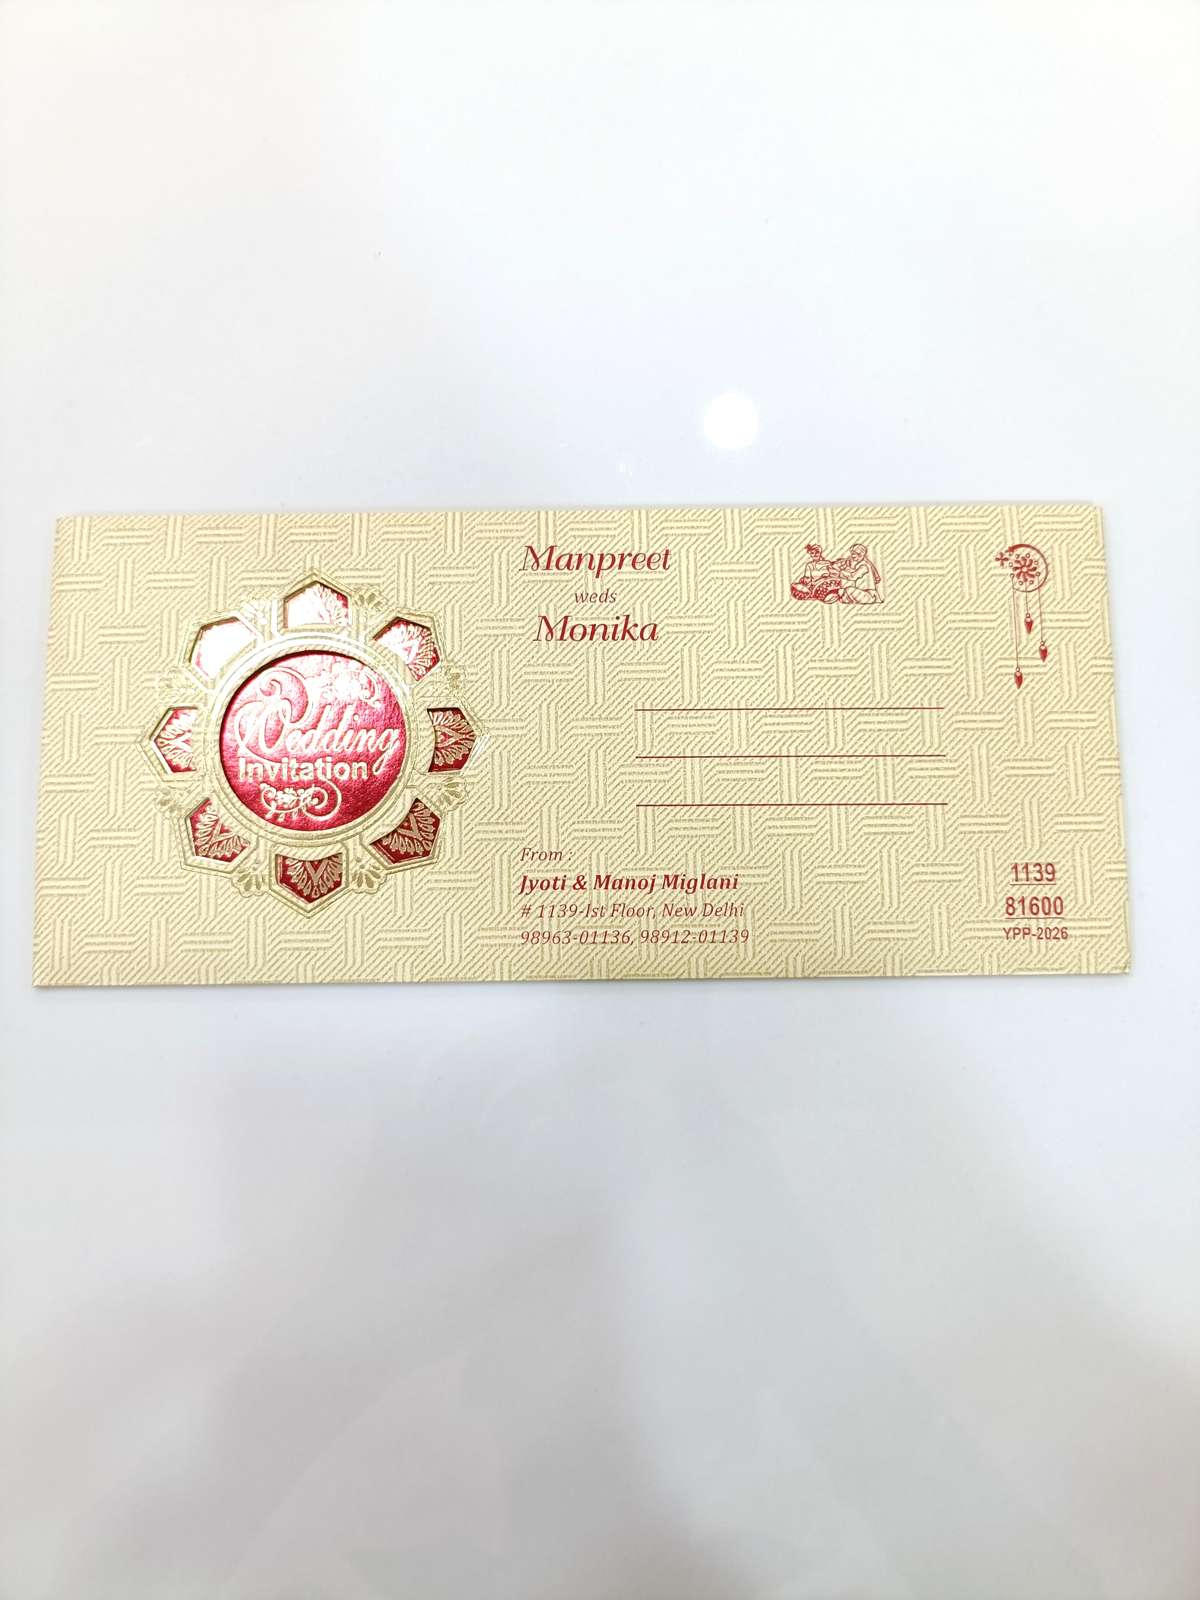 Wedding
Invitation
Manpreet
weds
Monika
From :
Jyoti & Manoj Miglani
# 1139-Ist Floor, New Delhi
98963-01136, 98912-01139
1139
81600
YPP-2026